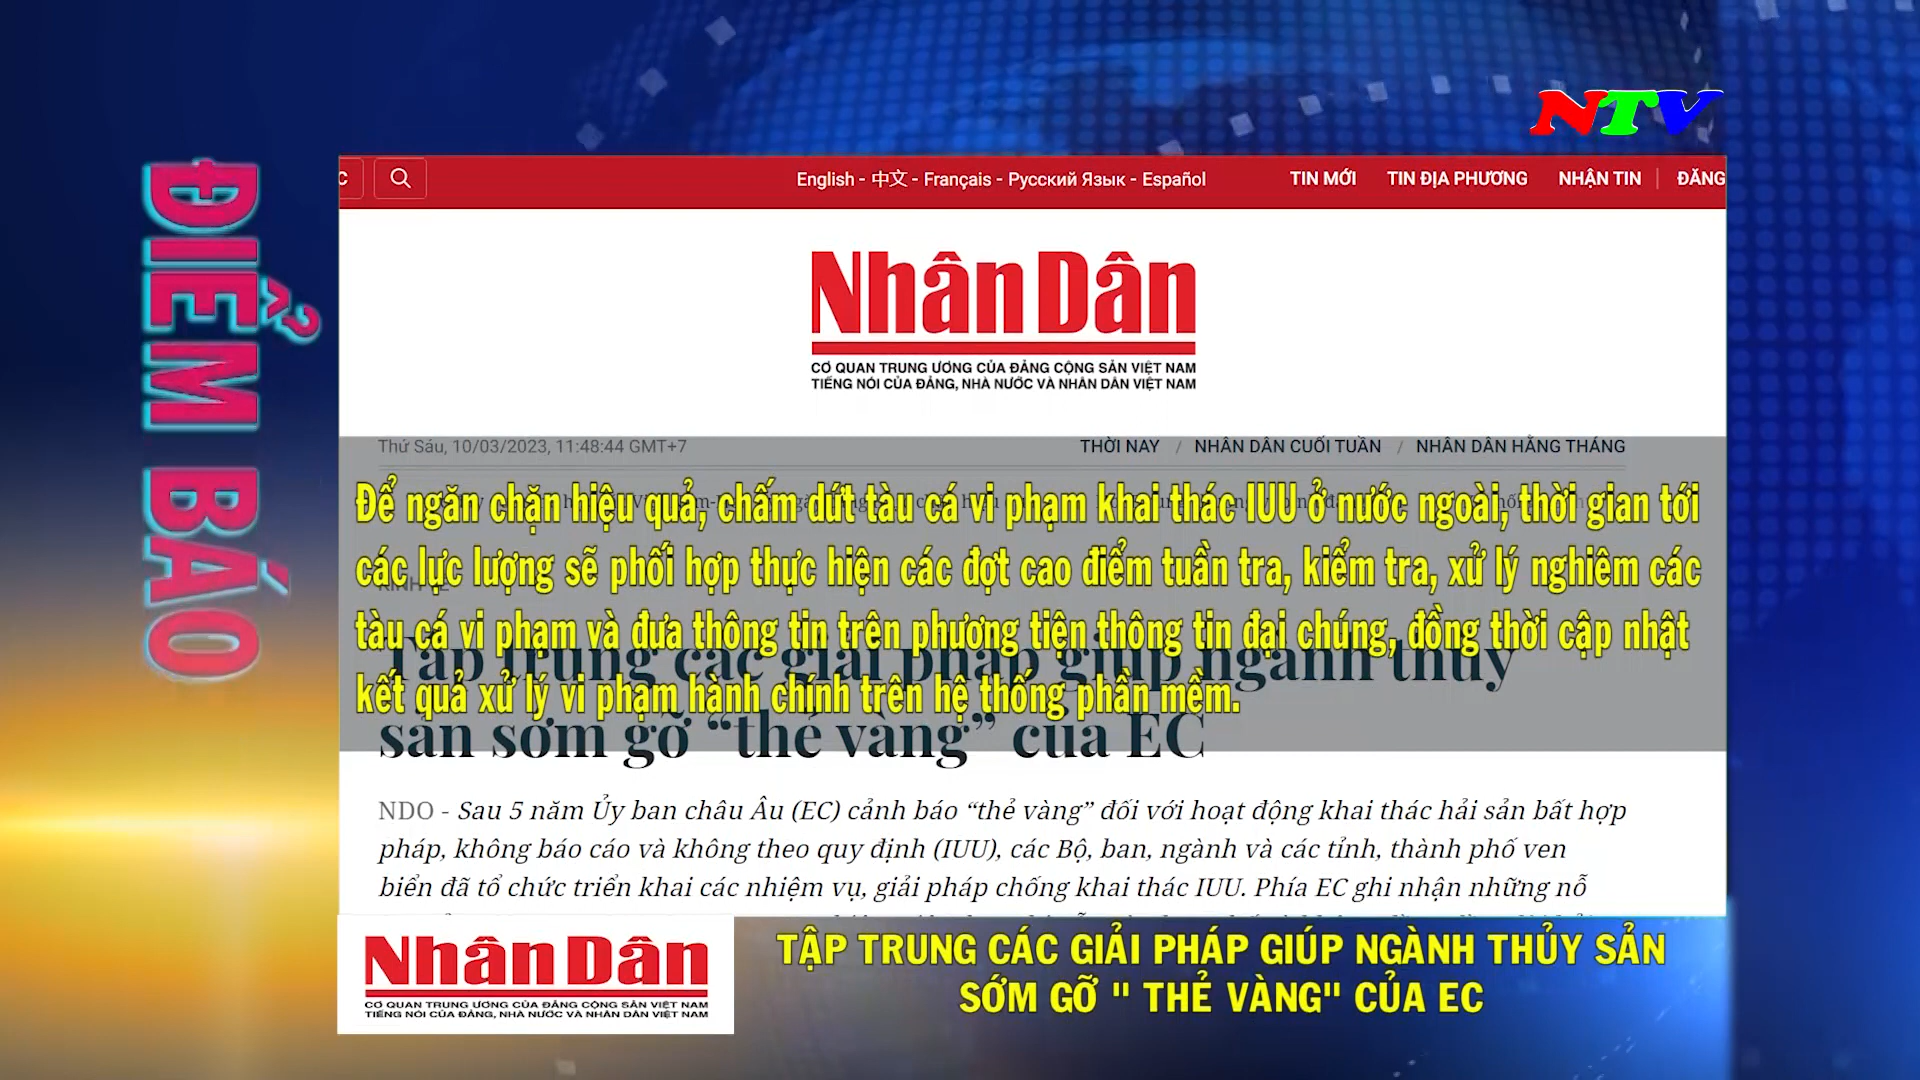 NTV
ĐIỂM BÁO
C
English - 中文 - Français - Русский Язык - Español
TIN MỚI TIN ĐỊA PHƯƠNG NHẬN TIN ĐĂNG
Nhân Dân
CƠ QUAN TRUNG ƯƠNG CỦA ĐẢNG CỘNG SẢN VIỆT NAM
TIẾNG NÓI CỦA ĐẢNG, NHÀ NƯỚC VÀ NHÂN DÂN VIỆT NAM
Thứ Sáu, 10/03/2023, 11:48:44 GMT+7
THỜI NAY / NHÂN DÂN CUỐI TUẦN / NHÂN DÂN HẰNG THÁNG
Để ngăn chặn hiệu quả, chấm dứt tàu cá vi phạm khai thác IUU ở nước ngoài, thời gian tới
các lực lượng sẽ phối hợp thực hiện các đợt cao điểm tuần tra, kiểm tra, xử lý nghiêm các
tàu cá vi phạm và đưa thông tin trên phương tiện thông tin đại chúng, đồng thời cập nhật
kết quả xử lý vi phạm hành chính trên hệ thống phần mềm.
KINH TẾ
Tập trung các giải pháp giúp ngành thủy
sản sớm gỡ “thẻ vàng” của EC
NDO - Sau 5 năm Ủy ban châu Âu (EC) cảnh báo “thẻ vàng” đối với hoạt động khai thác hải sản bất hợp
pháp, không báo cáo và không theo quy định (IUU), các Bộ, ban, ngành và các tỉnh, thành phố ven
biển đã tổ chức triển khai các nhiệm vụ, giải pháp chống khai thác IUU. Phía EC ghi nhận những nỗ
Nhân Dân
CƠ QUAN TRUNG ƯƠNG CỦA ĐẢNG CỘNG SẢN VIỆT NAM
TIẾNG NÓI CỦA ĐẢNG, NHÀ NƯỚC VÀ NHÂN DÂN VIỆT NAM
TẬP TRUNG CÁC GIẢI PHÁP GIÚP NGÀNH THỦY SẢN
SỚM GỠ " THẺ VÀNG" CỦA EC